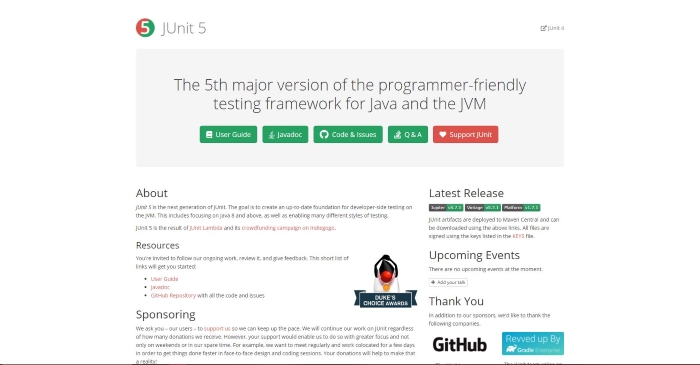 5 JUnit 5
JUnit 4
The 5th major version of the programmer-friendly
testing framework for Java and the JVM
User Guide Javadoc Code & Issues Q & A Support JUnit
About
JUnit 5 is the next generation of JUnit. The goal is to create an up-to-date foundation for developer-side testing on
the JVM. This includes focusing on Java 8 and above, as well as enabling many different styles of testing.
JUnit 5 is the result of JUnit Lambda and its crowdfunding campaign on Indiegogo.
Resources
You're invited to follow our ongoing work, review it, and give feedback. This short list of
links will get you started:
User Guide
Javadoc
GitHub Repository with all the code and issues
DUKE'S
CHOICE AWARDS
Sponsoring
We ask you – our users – to support us so we can keep up the pace. We will continue our work on JUnit regardless
of how many donations we receive. However, your support would enable us to do so with greater focus and not
only on weekends or in our spare time. For example, we want to meet regularly and work colocated for a few days
in order to get things done faster in face-to-face design and coding sessions. Your donations will help to make that
a reality!
Latest Release
Jupiter v5.7.1 Vintage v5.7.1 Platform v1.7.1
JUnit artifacts are deployed to Maven Central and can
be downloaded using the above links. All files are
signed using the keys listed in the KEYS file.
Upcoming Events
There are no upcoming events at the moment.
Add your talk
Thank You
In addition to our sponsors, we'd like to thank the
following companies.
GitHub
Revved up By
Gradle Enterprise